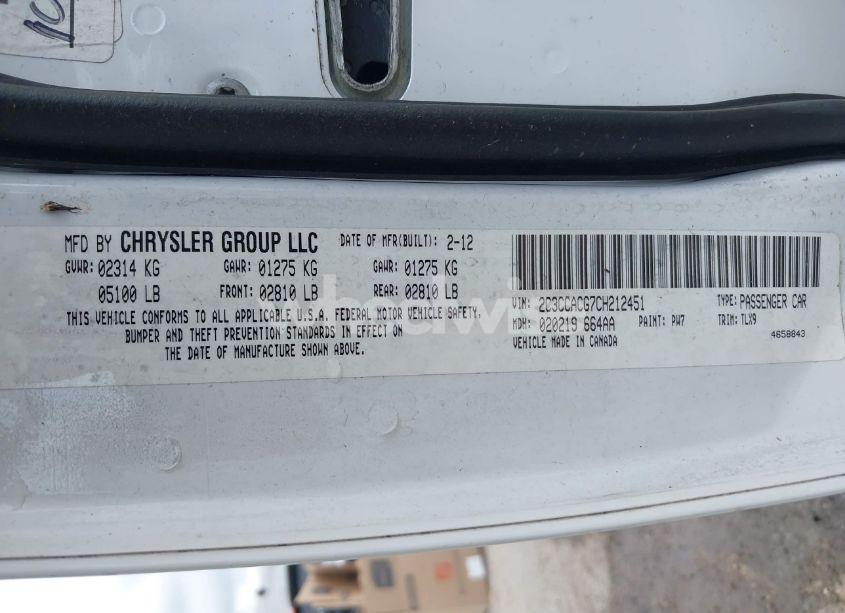 MFD BY CHRYSLER GROUP LLC DATE OF MFR(BUILT): 2-12
GVWR: 02314 KG GAWR: 01275 KG GAWR: 01275 KG
05100 LB FRONT: 02810 LB REAR: 02810 LB
THIS VEHICLE CONFORMS TO ALL APPLICABLE U.S.A. FEDERAL MOTOR VEHICLE SAFETY,
BUMPER AND THEFT PREVENTION STANDARDS IN EFFECT ON
THE DATE OF MANUFACTURE SHOWN ABOVE.
VIN: 2C3CCACG7CH212451 TYPE: PASSENGER CAR
MDH: 020219 664AA PAINT: PW7 TRIM: TLX9
VEHICLE MADE IN CANADA 4658843